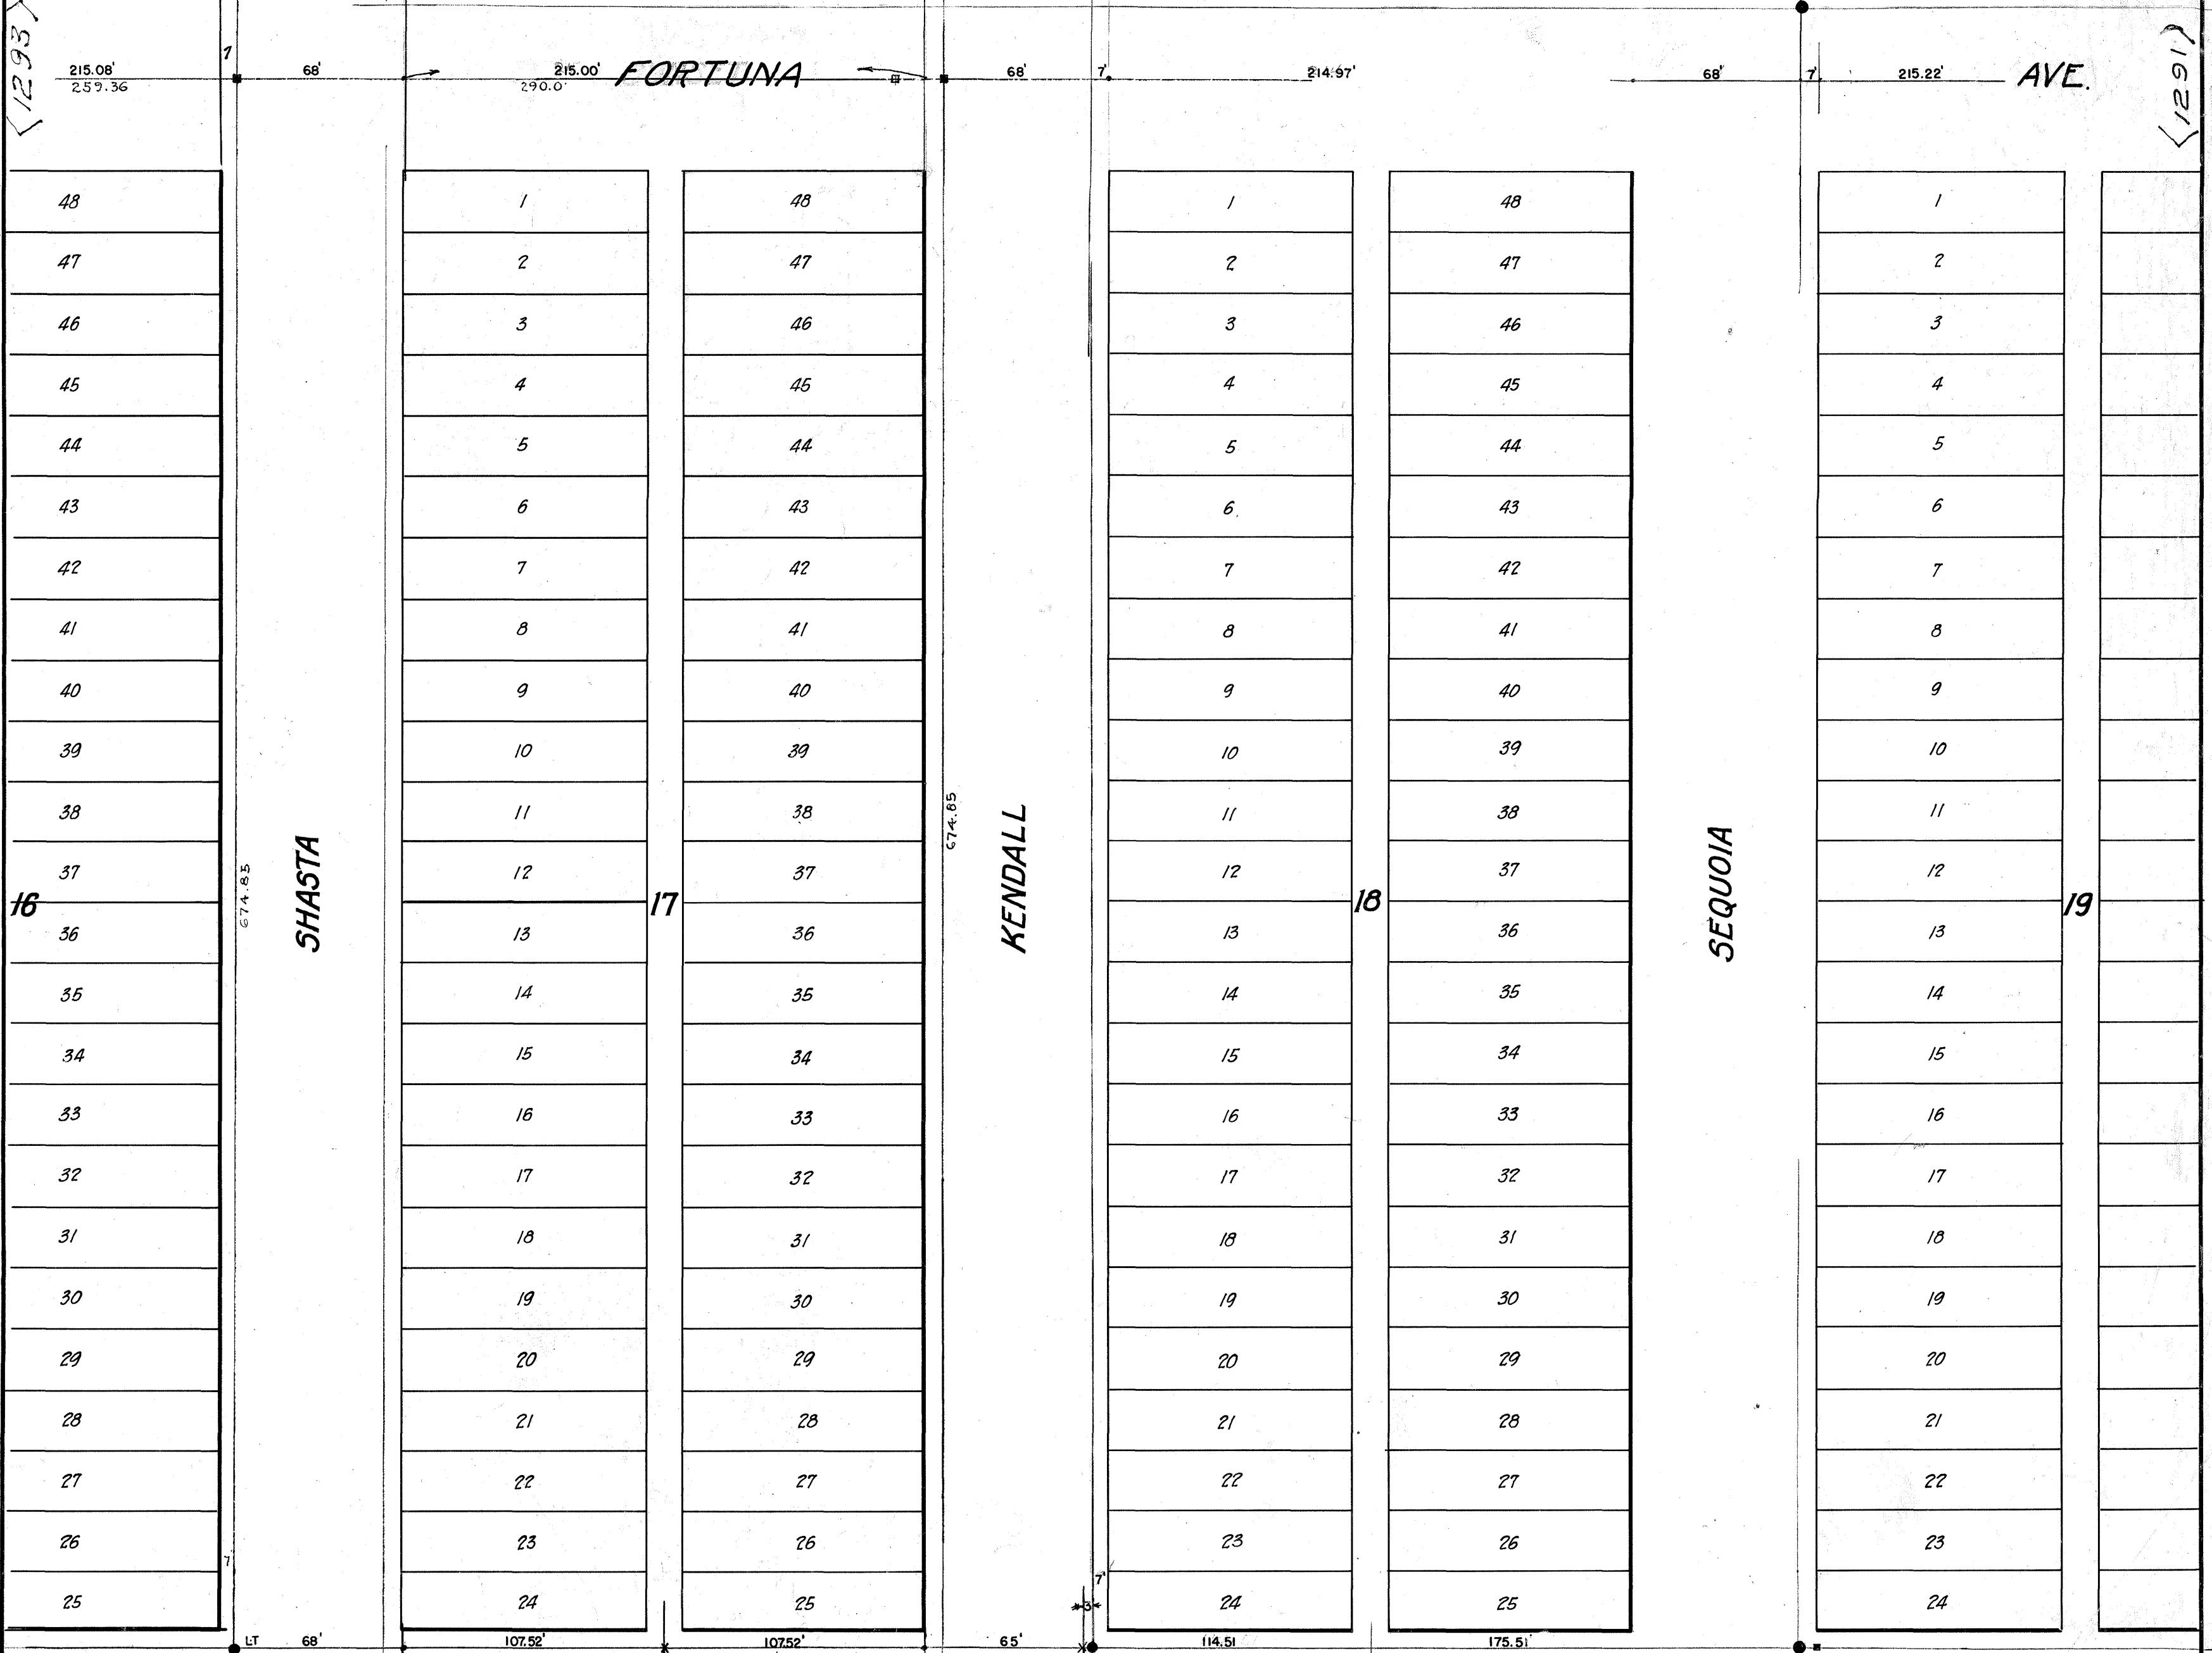 <1293>
7
215.08' 68' 215.00' FORTUNA 68' 7' 214.97' 68' 7' 215.22' AVE.
259.36 290.0'
<1291>
48 1 48 1 48 1
47 2 47 2 47 2
46 3 46 3 46 3
45 4 45 4 45 4
44 5 44 5 44 5
43 6 43 6 43 6
42 7 42 7 42 7
41 8 41 8 41 8
40 9 40 9 40 9
39 10 39 10 39 10
38 11 38 11 38 11
37 12 37 12 37 12
16 674.85 SHASTA 17 674.85 KENDALL 18 SEQUOIA 19
36 13 36 13 36 13
35 14 35 14 35 14
34 15 34 15 34 15
33 16 33 16 33 16
32 17 32 17 32 17
31 18 31 18 31 18
30 19 30 19 30 19
29 20 29 20 29 20
28 21 28 21 28 21
27 22 27 22 27 22
26 23 26 23 26 23
7 7'
25 24 25 3 24 25 24
LT 68' 107.52' 107.52' 65' 114.51 175.51'